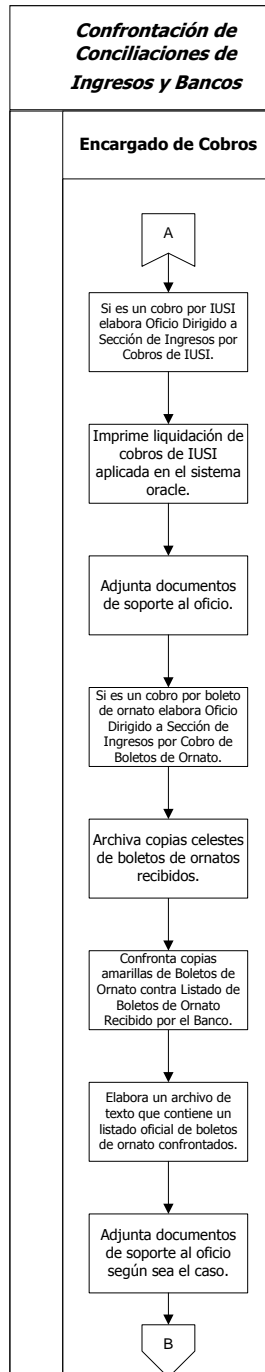 Confrontación de
Conciliaciones de
Ingresos y Bancos
Encargado de Cobros
A
Si es un cobro por IUSI
elabora Oficio Dirigido a
Sección de Ingresos por
Cobros de IUSI.
Imprime liquidación de
cobros de IUSI
aplicada en el sistema
oracle.
Adjunta documentos
de soporte al oficio.
Si es un cobro por boleto
de ornato elabora Oficio
Dirigido a Sección de
Ingresos por Cobro de
Boletos de Ornato.
Archiva copias celestes
de boletos de ornatos
recibidos.
Confronta copias
amarillas de Boletos de
Ornato contra Listado de
Boletos de Ornato
Recibido por el Banco.
Elabora un archivo de
texto que contiene un
listado oficial de boletos
de ornato confrontados.
Adjunta documentos
de soporte al oficio
según sea el caso.
B